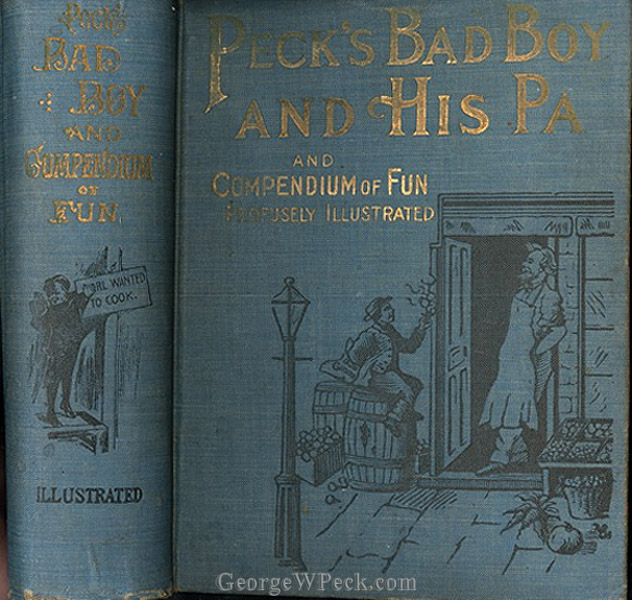 PECK'S
BAD
BOY
AND
COMPENDIUM
OF
FUN
GIRL WANTED
TO COOK.
ILLUSTRATED
PECK'S BAD BOY
AND HIS PA
AND
COMPENDIUM OF FUN
PROFUSELY ILLUSTRATED
GeorgeWPeck.com